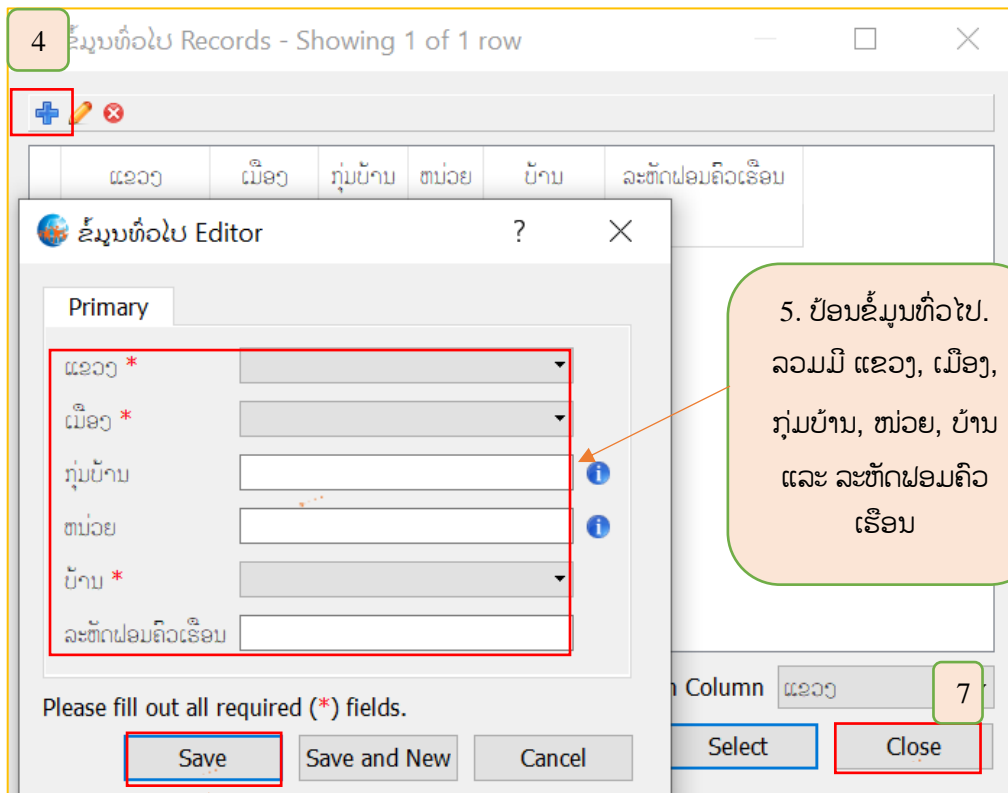 4
ຂໍ້ມູນທົ່ວໄປ Records - Showing 1 of 1 row
ແຂວງ ເມືອງ ກຸ່ມບ້ານ ຫນ່ວຍ ບ້ານ ລະຫັດຟອມຄົວເຮືອນ
ຂໍ້ມູນທົ່ວໄປ Editor ?
Primary
ແຂວງ *
ເມືອງ *
ກຸ່ມບ້ານ
ຫນ່ວຍ
ບ້ານ *
ລະຫັດຟອມຄົວເຮືອນ
Please fill out all required (*) fields.
Save Save and New Cancel
5. ປ້ອນຂໍ້ມູນທົ່ວໄປ.
ລວມມີ ແຂວງ, ເມືອງ,
ກຸ່ມບ້ານ, ໜ່ວຍ, ບ້ານ
ແລະ ລະຫັດຟອມຄົວ
ເຮືອນ
Column ແຂວງ
7
Select Close